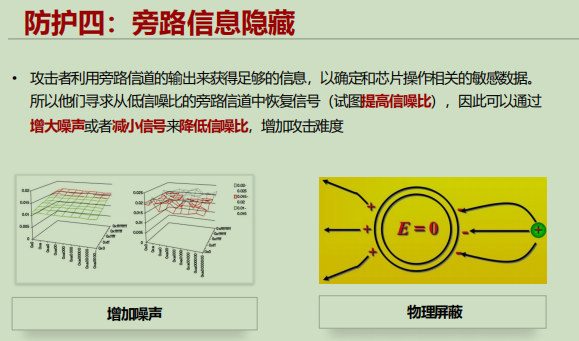 防护四：旁路信息隐藏
• 攻击者利用旁路信道的输出来获得足够的信息，以确定和芯片操作相关的敏感数据。
所以他们寻求从低信噪比的旁路信道中恢复信号（试图提高信噪比），因此可以通过
增大噪声或者减小信号来降低信噪比，增加攻击难度
E = 0
+
+
+
-
-
-
+
增加噪声
物理屏蔽